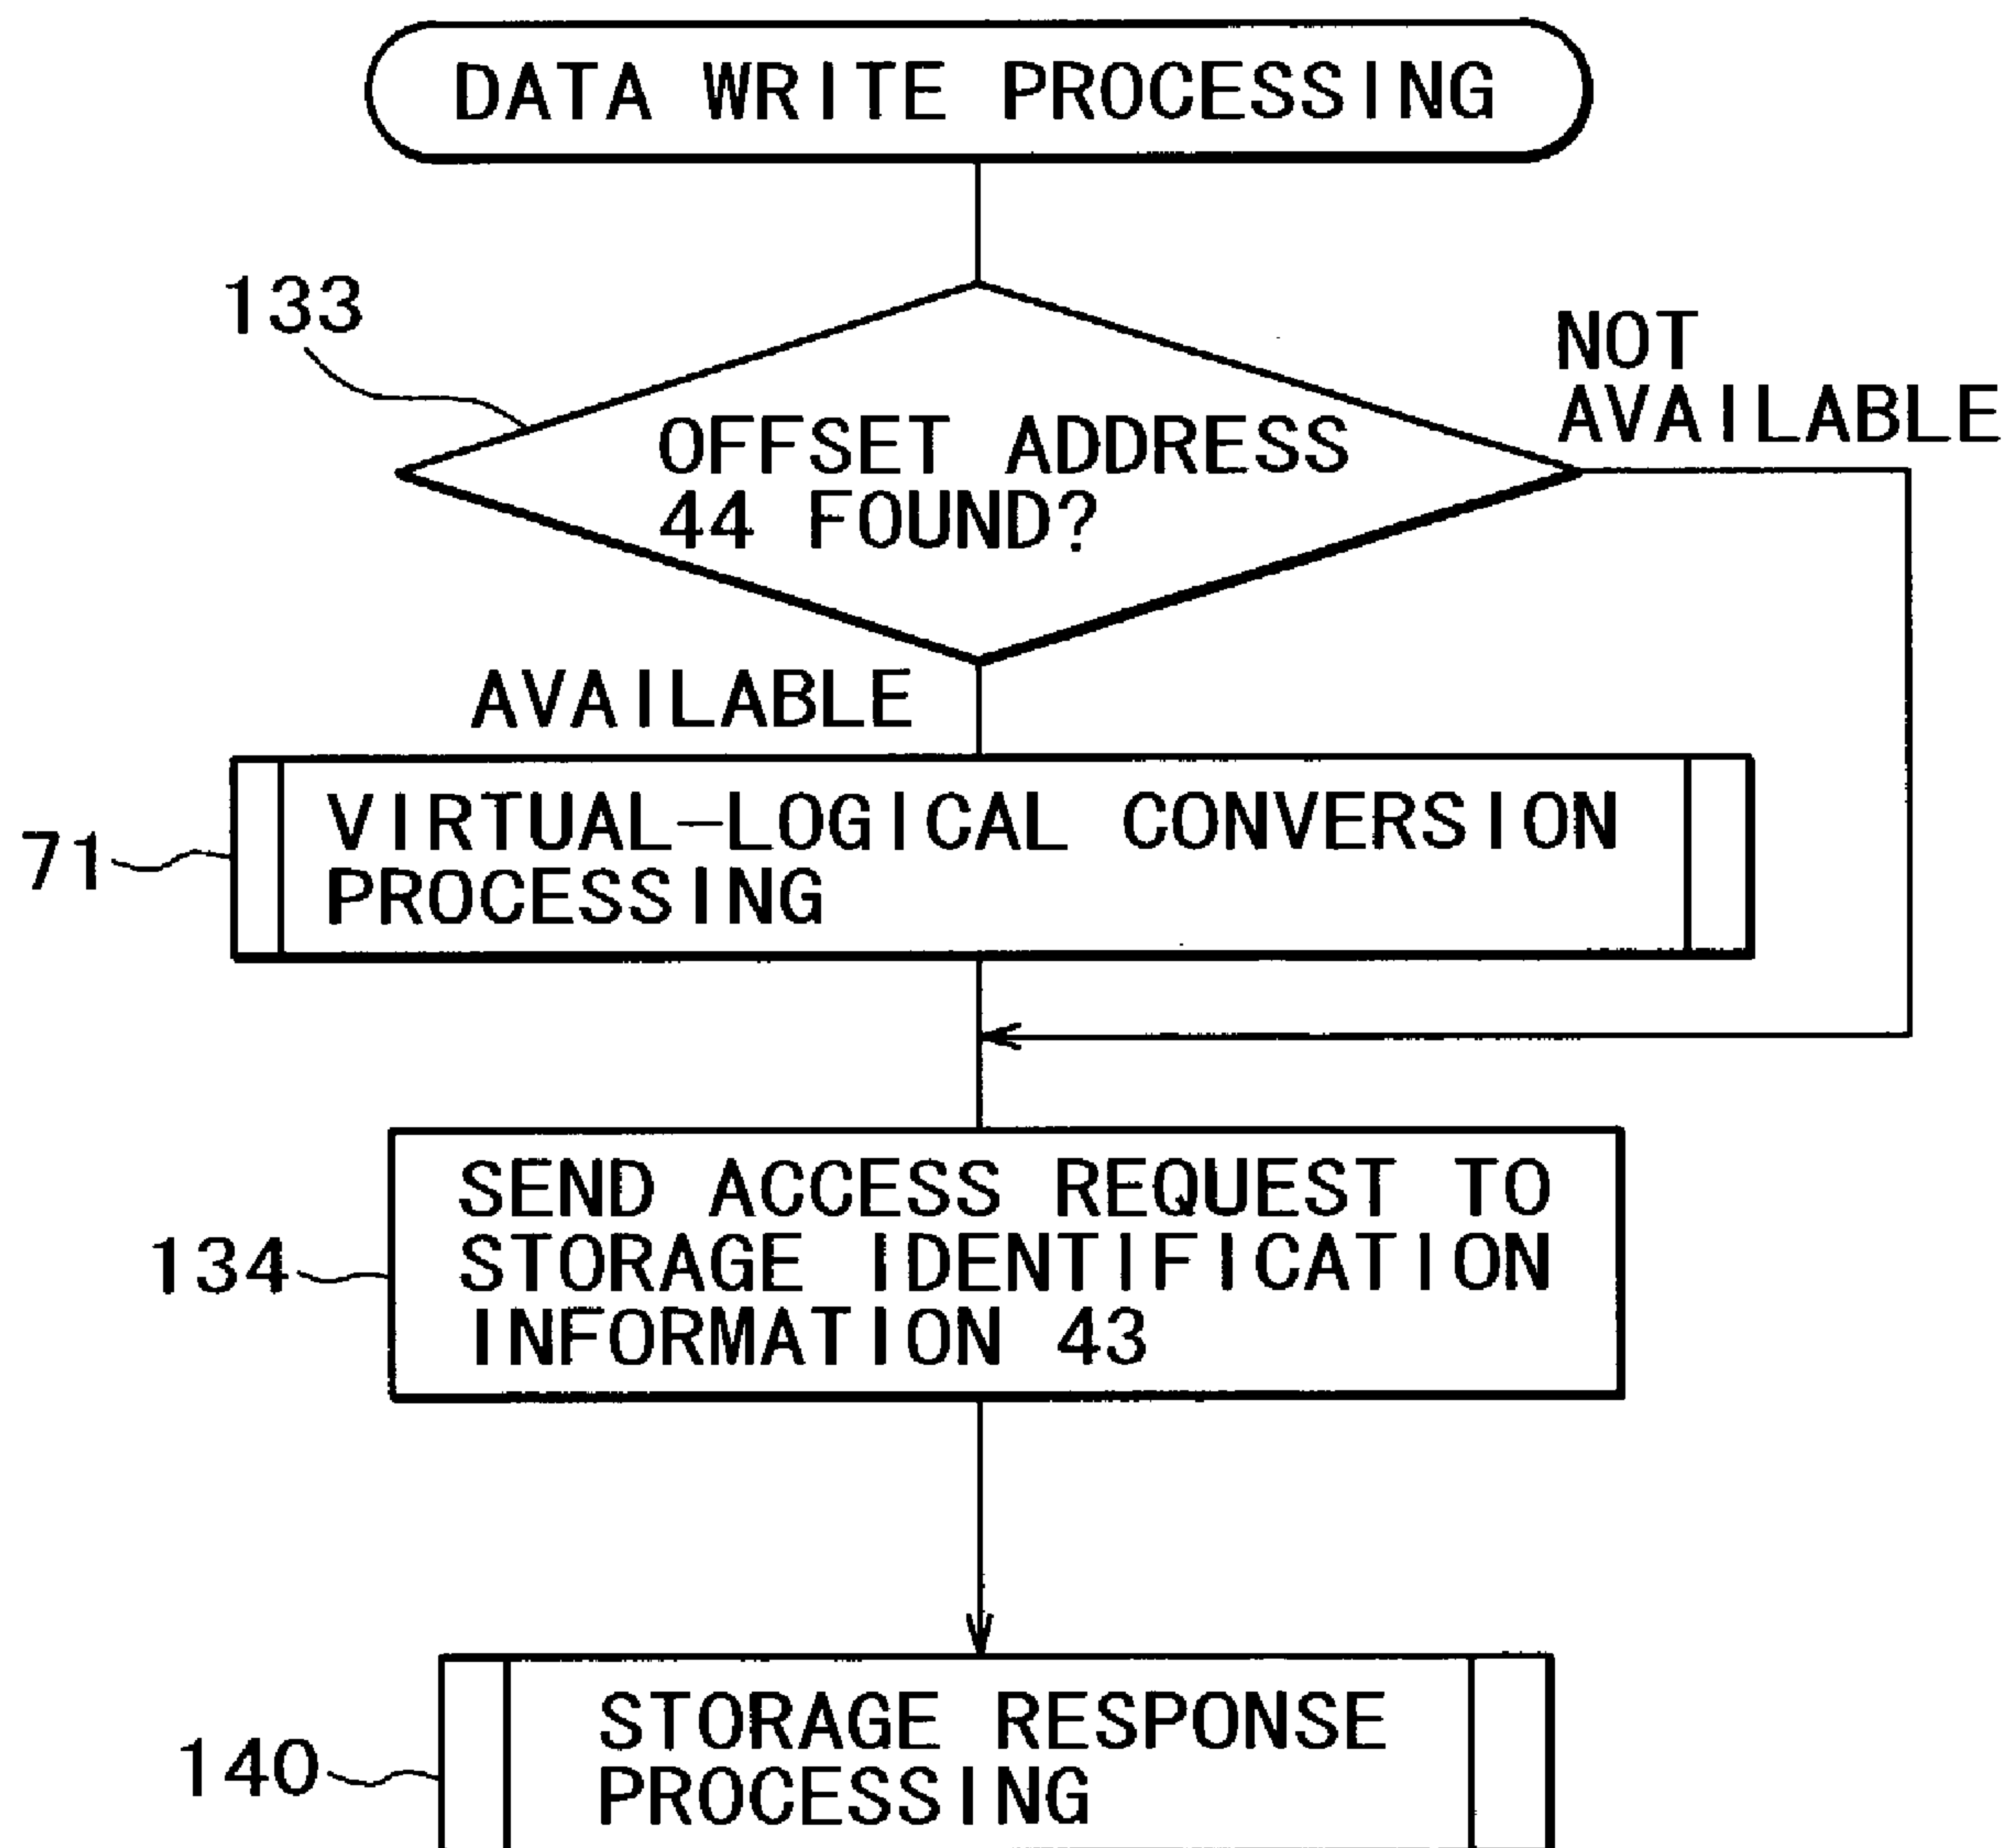 DATA WRITE PROCESSING
133
OFFSET ADDRESS
44 FOUND?
NOT
AVAILABLE
AVAILABLE
71
VIRTUAL-LOGICAL CONVERSION
PROCESSING
134
SEND ACCESS REQUEST TO
STORAGE IDENTIFICATION
INFORMATION 43
140
STORAGE RESPONSE
PROCESSING